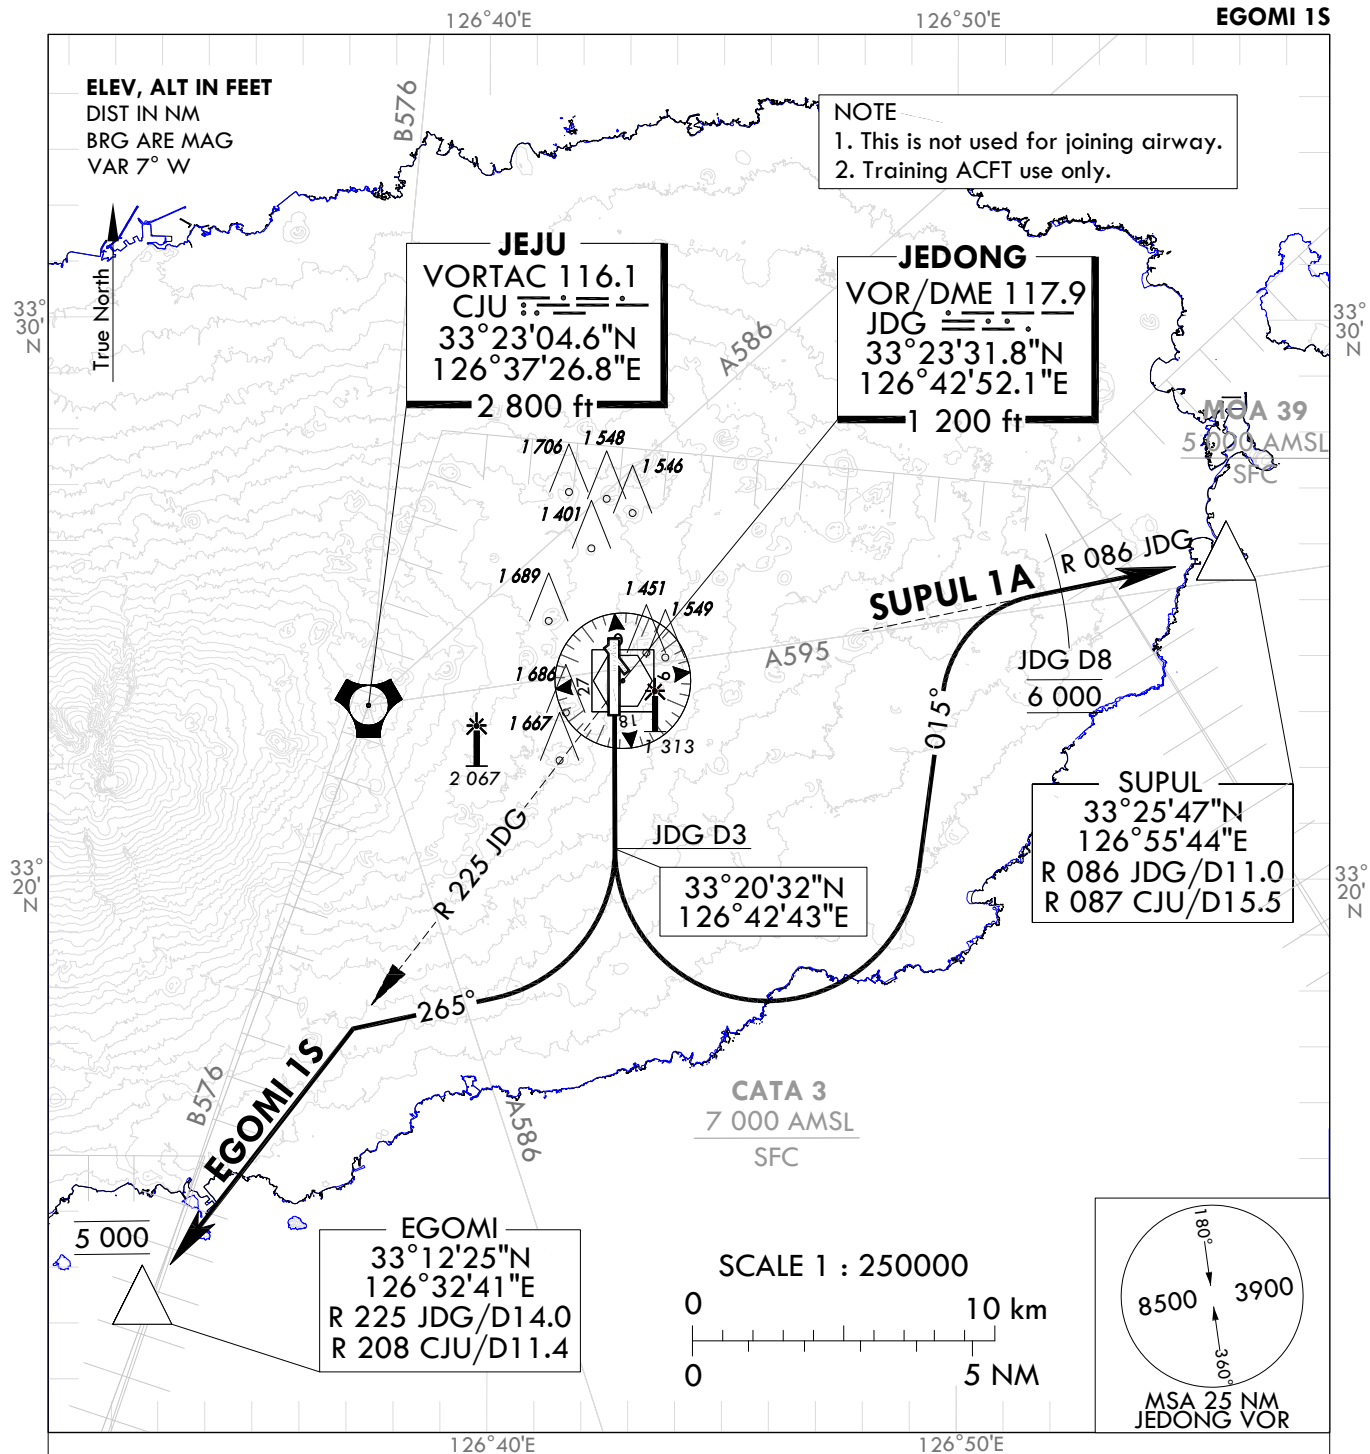 126°40'E
126°50'E
EGOMI 1S
ELEV, ALT IN FEET
DIST IN NM
BRG ARE MAG
VAR 7° W
B576
NOTE
1. This is not used for joining airway.
2. Training ACFT use only.
True North
33°
30'
N
33°
30'
N
JEJU
VORTAC 116.1
CJU
33°23'04.6"N
126°37'26.8"E
2 800 ft
A586
JEDONG
VOR/DME 117.9
JDG
33°23'31.8"N
126°42'52.1"E
1 200 ft
MOA 39
5 000 AMSL
SFC
1 706
1 548
1 546
1 401
1 689
1 451
1 549
1 686
1 667
27
9
18
1 313
2 067
A595
SUPUL 1A
R 086 JDG
JDG D8
6 000
015°
SUPUL
33°25'47"N
126°55'44"E
R 086 JDG/D11.0
R 087 CJU/D15.5
R 225 JDG
JDG D3
33°20'32"N
126°42'43"E
33°
20'
N
33°
20'
N
265°
EGOMI 1S
B576
A586
CATA 3
7 000 AMSL
SFC
5 000
EGOMI
33°12'25"N
126°32'41"E
R 225 JDG/D14.0
R 208 CJU/D11.4
SCALE 1 : 250000
0
10 km
0
5 NM
180°
8500
3900
360°
MSA 25 NM
JEDONG VOR
126°40'E
126°50'E